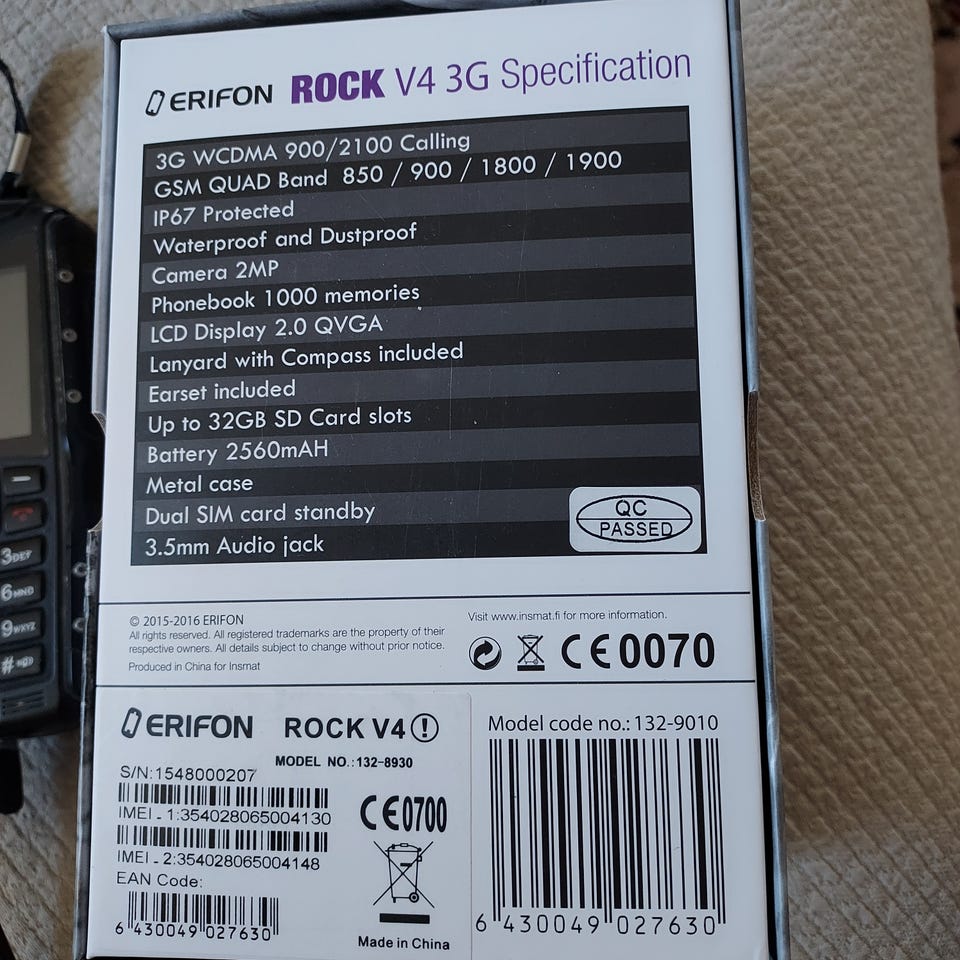 ERIFON ROCK V4 3G Specification
3G WCDMA 900/2100 Calling
GSM QUAD Band 850 / 900 / 1800 / 1900
IP67 Protected
Waterproof and Dustproof
Camera 2MP
Phonebook 1000 memories
LCD Display 2.0 QVGA
Lanyard with Compass included
Earset included
Up to 32GB SD Card slots
Battery 2560mAH
Metal case
Dual SIM card standby
3.5mm Audio jack
QC
PASSED
© 2015-2016 ERIFON
All rights reserved. All registered trademarks are the property of their
respective owners. All details subject to change without prior notice.
Produced in China for Insmat
Visit www.insmat.fi for more information.
CE0070
ERIFON ROCK V4 !
MODEL NO.:132-8930
S/N:1548000207
IMEI - 1:354028065004130
IMEI - 2:354028065004148
EAN Code:
6 430049 027630
CE0700
Made in China
Model code no.: 132-9010
6 430049 027630
3DEF
6MNO
9WXYZ
#